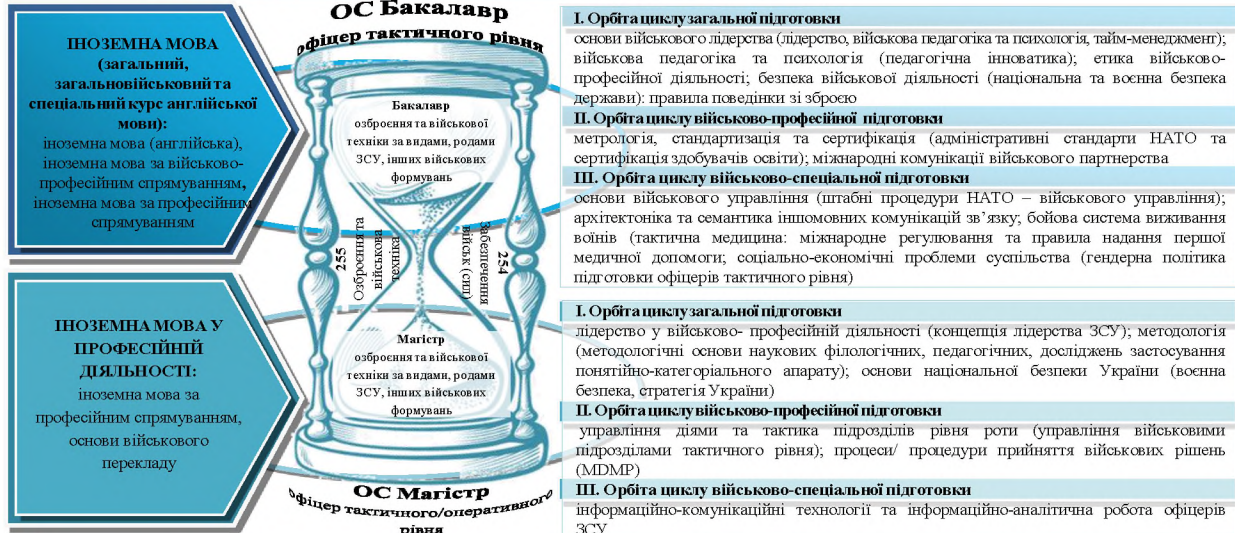 ІНОЗЕМНА МОВА
(загальний,
загальновійськовий та
спеціальний курс англійської
мови):
іноземна мова (англійська),
іноземна мова за військово-
професійним спрямуванням,
іноземна мова за професійним
спрямуванням
ІНОЗЕМНА МОВА У
ПРОФЕСІЙНІЙ
ДІЯЛЬНОСТІ:
іноземна мова за
професійним спрямуванням,
основи військового
перекладу
ОС Бакалавр
офіцер тактичного рівня
Бакалавр
озброєння та військової
техніки за видами, родами
ЗСУ, інших військових
формувань
255
Озброєння та
військова
техніка
254
Забезпечення
військ (сил)
Магістр
озброєння та військової
техніки за видами, родами
ЗСУ, інших військових
формувань
ОС Магістр
офіцер тактичного/оперативного
рівня
І. Орбіта циклу загальної підготовки
основи військового лідерства (лідерство, військова педагогіка та психологія, тайм-менеджмент);
військова педагогіка та психологія (педагогічна інноватика); етика військово-
професійної діяльності; безпека військової діяльності (національна та воєнна безпека
держави): правила поведінки зі зброєю
ІІ. Орбіта циклу військово-професійної підготовки
метрологія, стандартизація та сертифікація (адміністративні стандарти НАТО та
сертифікація здобувачів освіти); міжнародні комунікації військового партнерства
ІІІ. Орбіта циклу військово-спеціальної підготовки
основи військового управління (штабні процедури НАТО – військового управління);
архітектоніка та семантика іншомовних комунікацій зв’язку; бойова система виживання
воїнів (тактична медицина: міжнародне регулювання та правила надання першої
медичної допомоги; соціально-економічні проблеми суспільства (гендерна політика
підготовки офіцерів тактичного рівня)
І. Орбіта циклу загальної підготовки
лідерство у військово- професійній діяльності (концепція лідерства ЗСУ); методологія
(методологічні основи наукових філологічних, педагогічних, досліджень застосування
понятійно-категоріального апарату); основи національної безпеки України (воєнна
безпека, стратегія України)
ІІ. Орбіта циклу військово-професійної підготовки
управління діями та тактика підрозділів рівня роти (управління військовими
підрозділами тактичного рівня); процеси/ процедури прийняття військових рішень
(MDMP)
ІІІ. Орбіта циклу військово-спеціальної підготовки
інформаційно-комунікаційні технології та інформаційно-аналітична робота офіцерів
ЗСУ